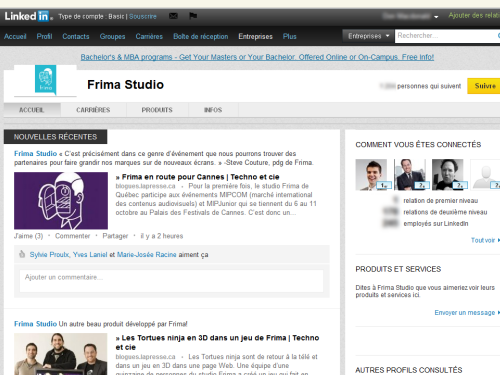 Linked in
Type de compte : Basic | Souscrire
Ajouter des relati
Accueil Profil Contacts Groupes Carrières Boîte de réception Entreprises Plus
Entreprises Rechercher...
Bachelor's & MBA programs - Get Your Masters or Your Bachelor. Offered Online or On-Campus. Free Info!
Frima
Frima Studio
personnes qui suivent
Suivre
ACCUEIL CARRIÈRES PRODUITS INFOS
NOUVELLES RÉCENTES
Frima Studio « C'est précisément dans ce genre d'événement que nous pourrons trouver des
partenaires pour faire grandir nos marques sur de nouveaux écrans. » -Steve Couture, pdg de Frima.
» Frima en route pour Cannes | Techno et cie
blogues.lapresse.ca - Pour la première fois, le studio Frima de
Québec participe aux événements MIPCOM (marché international
des contenus audiovisuels) et MIPJunior qui se tiennent du 6 au 11
octobre au Palais des Festivals de Cannes. C'est donc un...
J'aime (3) • Commenter • Partager • il y a 2 heures
Sylvie Proulx, Yves Laniel et Marie-Josée Racine aiment ça
Ajouter un commentaire...
Frima Studio Un autre beau produit développé par Frima!
» Les Tortues ninja en 3D dans un jeu de Frima | Techno
et cie
blogues.lapresse.ca - Les Tortues ninja sont de retour à la télé et
dans un jeu en 3D dans une page Web. Une équipe d'une
COMMENT VOUS ÊTES CONNECTÉS
relation de premier niveau
relations de deuxième niveau
employés sur LinkedIn
Tout voir
PRODUITS ET SERVICES
Dites à Frima Studio que vous aimeriez voir leurs
produits et services ici.
Envoyer un message
AUTRES PROFILS CONSULTÉS